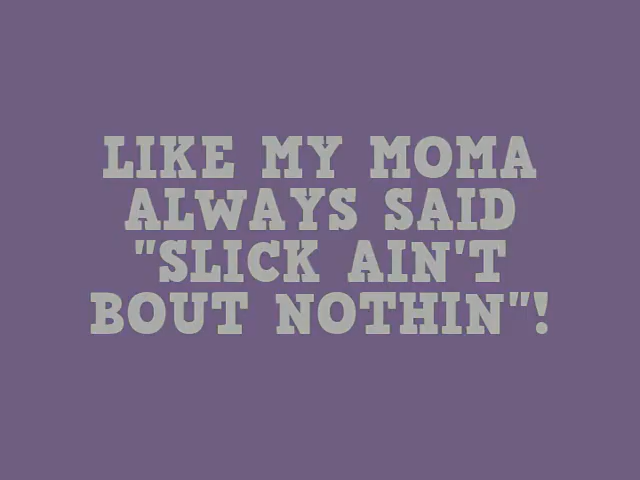 LIKE MY MOMA
ALWAYS SAID
"SLICK AIN'T
BOUT NOTHIN"!